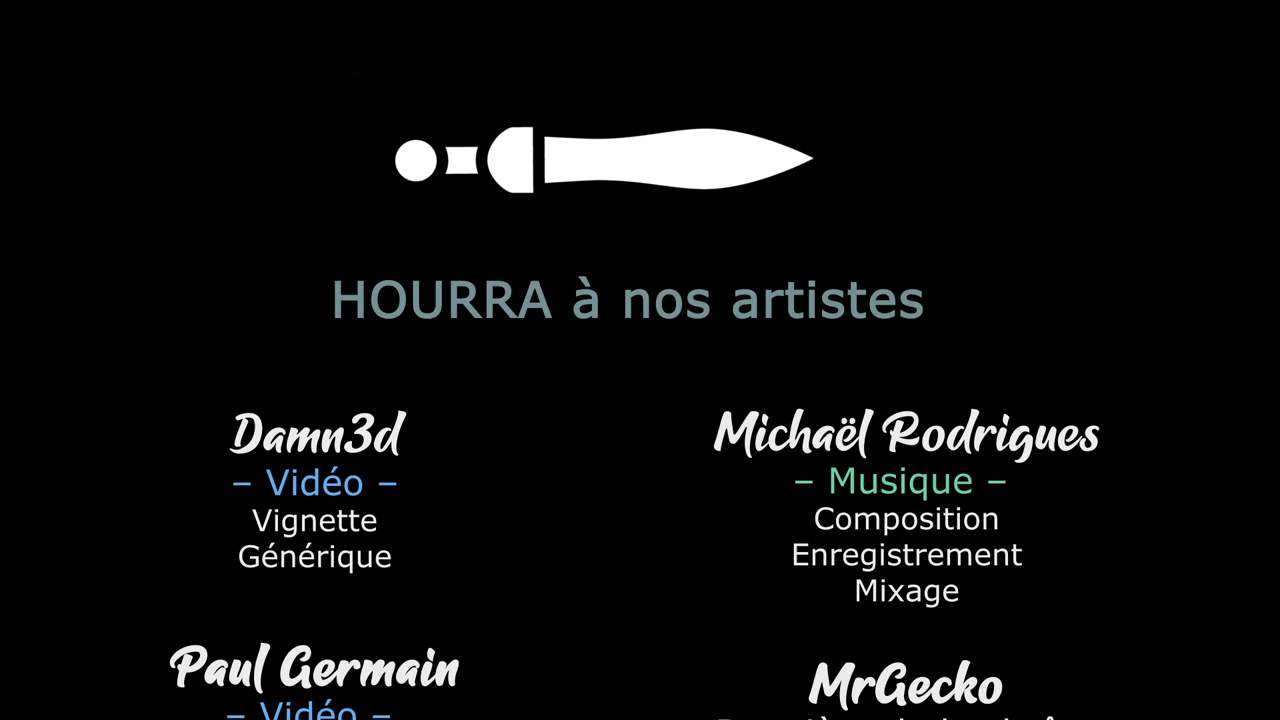 HOURRA à nos artistes
Damn3d
– Vidéo –
Vignette
Générique
Michaël Rodrigues
– Musique –
Composition
Enregistrement
Mixage
Paul Germain
– Vidéo –
MrGecko